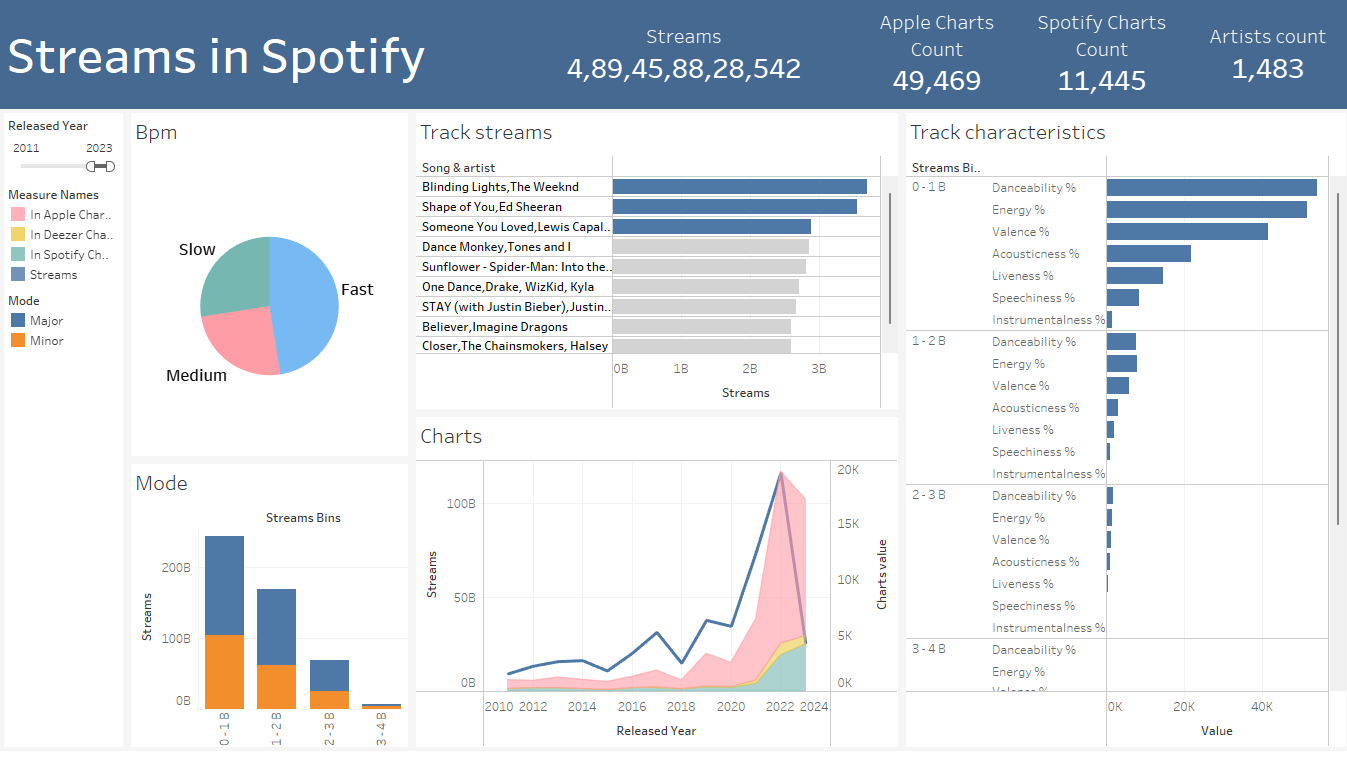 Streams in Spotify
Streams
4,89,45,88,28,542
Apple Charts
Count
49,469
Spotify Charts
Count
11,445
Artists count
1,483
Released Year
2011 2023
Measure Names
In Apple Char..
In Deezer Cha..
In Spotify Ch..
Streams
Mode
Major
Minor
Bpm
Slow
Fast
Medium
Mode
Streams Bins
Streams
200B
100B
0B
0 - 1 B
1 - 2 B
2 - 3 B
3 - 4 B
Track streams
Song & artist
Blinding Lights,The Weeknd
Shape of You,Ed Sheeran
Someone You Loved,Lewis Capal..
Dance Monkey,Tones and I
Sunflower - Spider-Man: Into the..
One Dance,Drake, WizKid, Kyla
STAY (with Justin Bieber),Justin..
Believer,Imagine Dragons
Closer,The Chainsmokers, Halsey
0B 1B 2B 3B
Streams
Charts
Streams
100B
50B
0B
20K
15K
10K
5K
0K
Charts value
2010 2012 2014 2016 2018 2020 2022 2024
Released Year
Track characteristics
Streams Bi..
0 - 1 B Danceability %
Energy %
Valence %
Acousticness %
Liveness %
Speechiness %
Instrumentalness %
1 - 2 B Danceability %
Energy %
Valence %
Acousticness %
Liveness %
Speechiness %
Instrumentalness %
2 - 3 B Danceability %
Energy %
Valence %
Acousticness %
Liveness %
Speechiness %
Instrumentalness %
3 - 4 B Danceability %
Energy %
Valence %
0K 20K 40K
Value